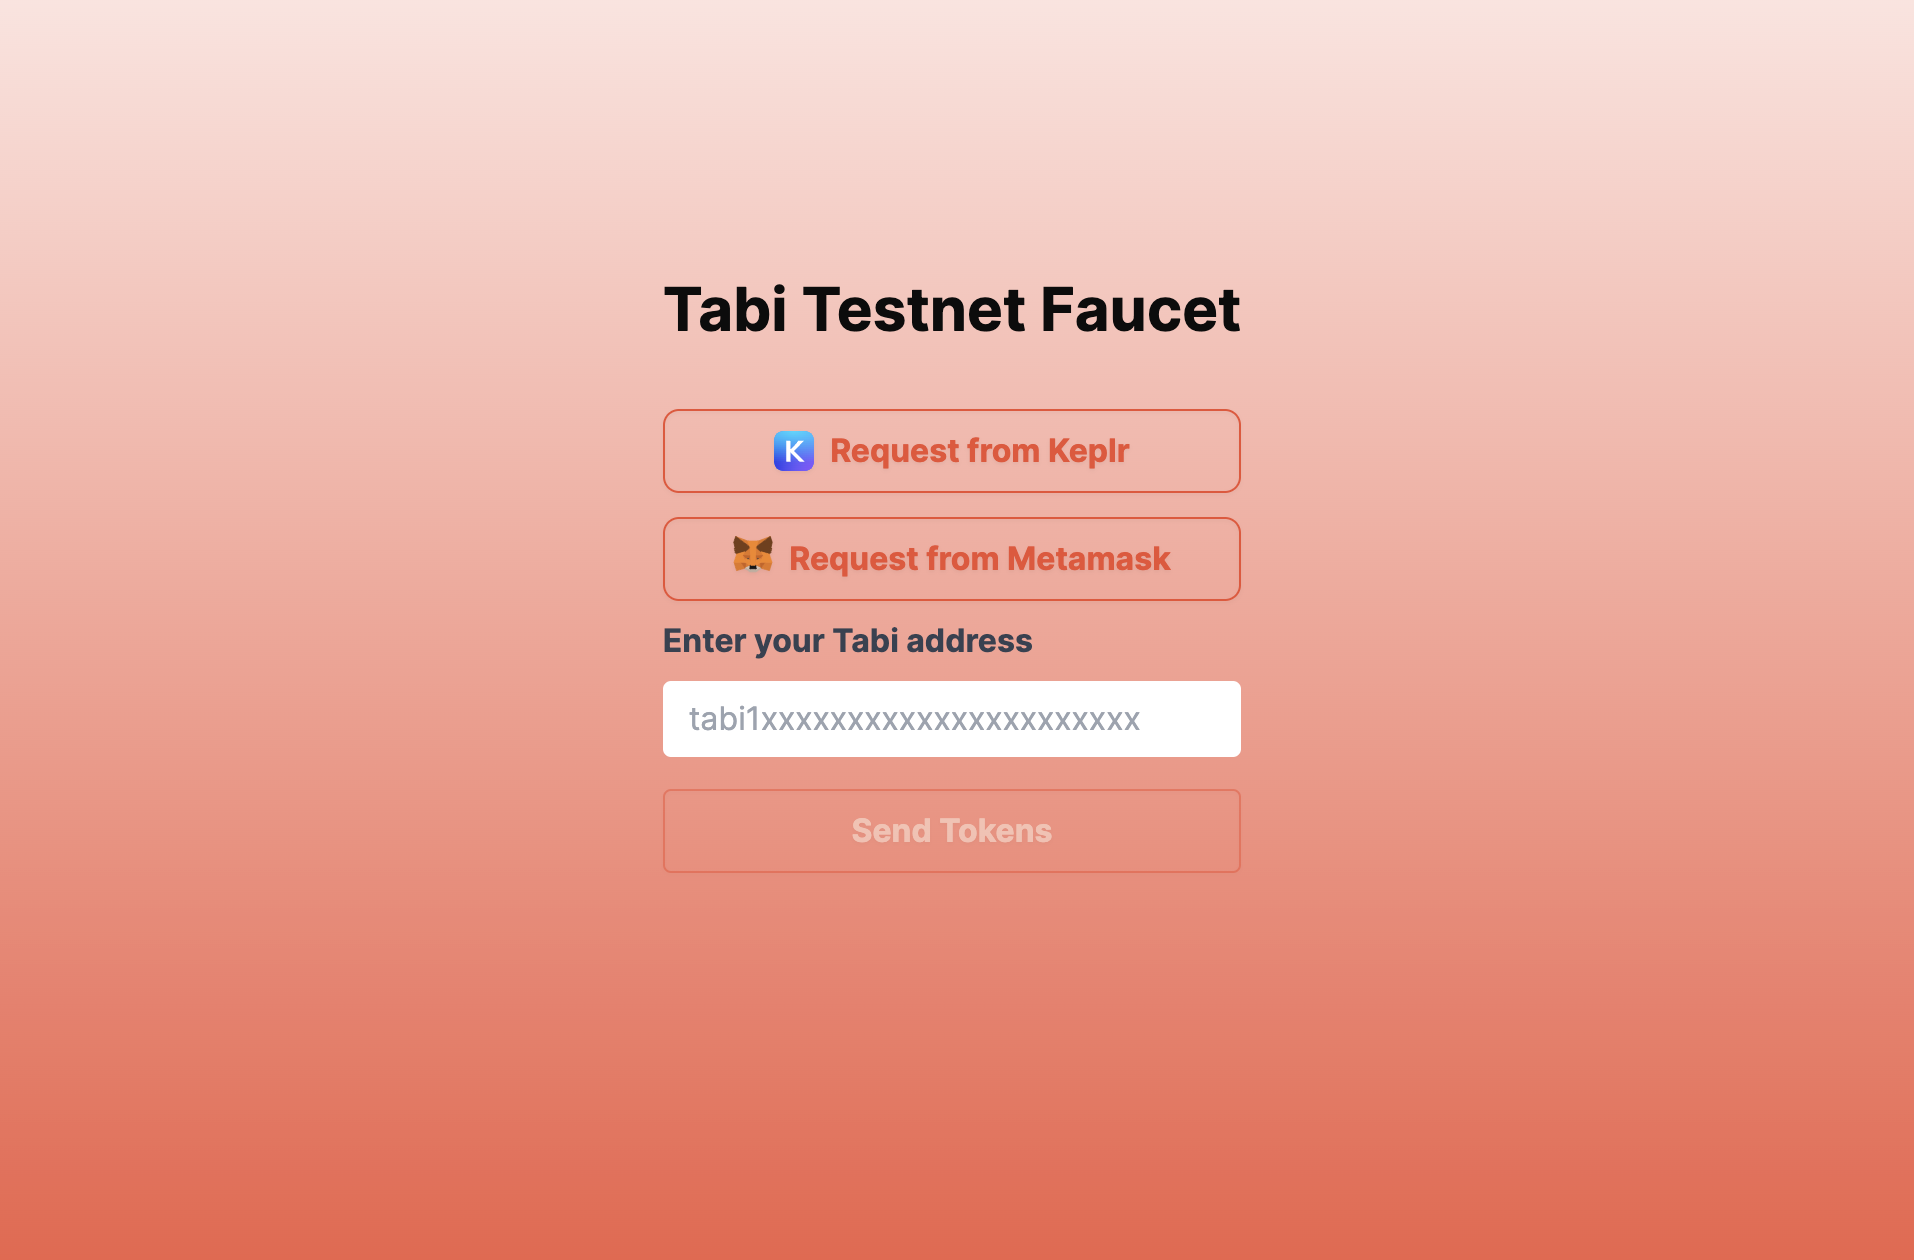 Tabi Testnet Faucet
K Request from Keplr
Request from Metamask
Enter your Tabi address
tabi1xxxxxxxxxxxxxxxxxxxxxx
Send Tokens